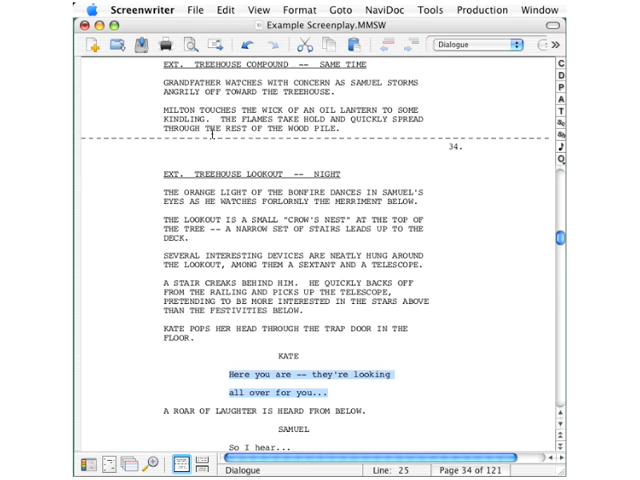 Screenwriter File Edit View Format Goto NaviDoc Tools Production Window
Example Screenplay.MMSW
Dialogue
EXT. TREEHOUSE COMPOUND -- SAME TIME
GRANDFATHER WATCHES WITH CONCERN AS SAMUEL STORMS
ANGRILY OFF TOWARD THE TREEHOUSE.
MILTON TOUCHES THE WICK OF AN OIL LANTERN TO SOME
KINDLING. THE FLAMES TAKE HOLD AND QUICKLY SPREAD
THROUGH THE REST OF THE WOOD PILE.
34.
EXT. TREEHOUSE LOOKOUT -- NIGHT
THE ORANGE LIGHT OF THE BONFIRE DANCES IN SAMUEL'S
EYES AS HE WATCHES FORLORNLY THE MERRIMENT BELOW.
THE LOOKOUT IS A SMALL "CROW'S NEST" AT THE TOP OF
THE TREE -- A NARROW SET OF STAIRS LEADS UP TO THE
DECK.
SEVERAL INTERESTING DEVICES ARE NEATLY HUNG AROUND
THE LOOKOUT, AMONG THEM A SEXTANT AND A TELESCOPE.
A STAIR CREAKS BEHIND HIM. HE QUICKLY BACKS OFF
FROM THE RAILING AND PICKS UP THE TELESCOPE,
PRETENDING TO BE MORE INTERESTED IN THE STARS ABOVE
THAN THE FESTIVITIES BELOW.
KATE POPS HER HEAD THROUGH THE TRAP DOOR IN THE
FLOOR.
KATE
Here you are -- they're looking
all over for you...
A ROAR OF LAUGHTER IS HEARD FROM BELOW.
SAMUEL
So I hear...
C
D
P
A
T
Dialogue Line: 25 Page 34 of 121